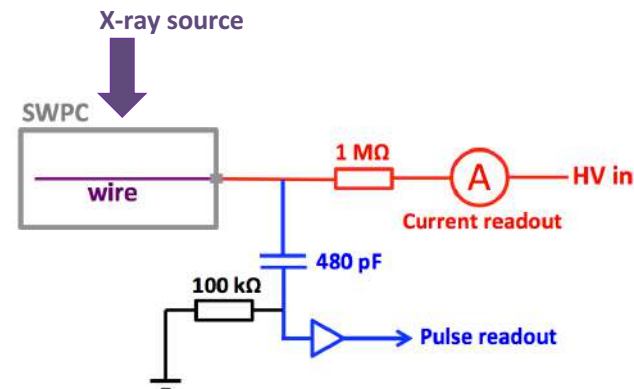 X-ray source
SWPC
wire
1 MΩ
A
HV in
Current readout
480 pF
100 kΩ
Pulse readout